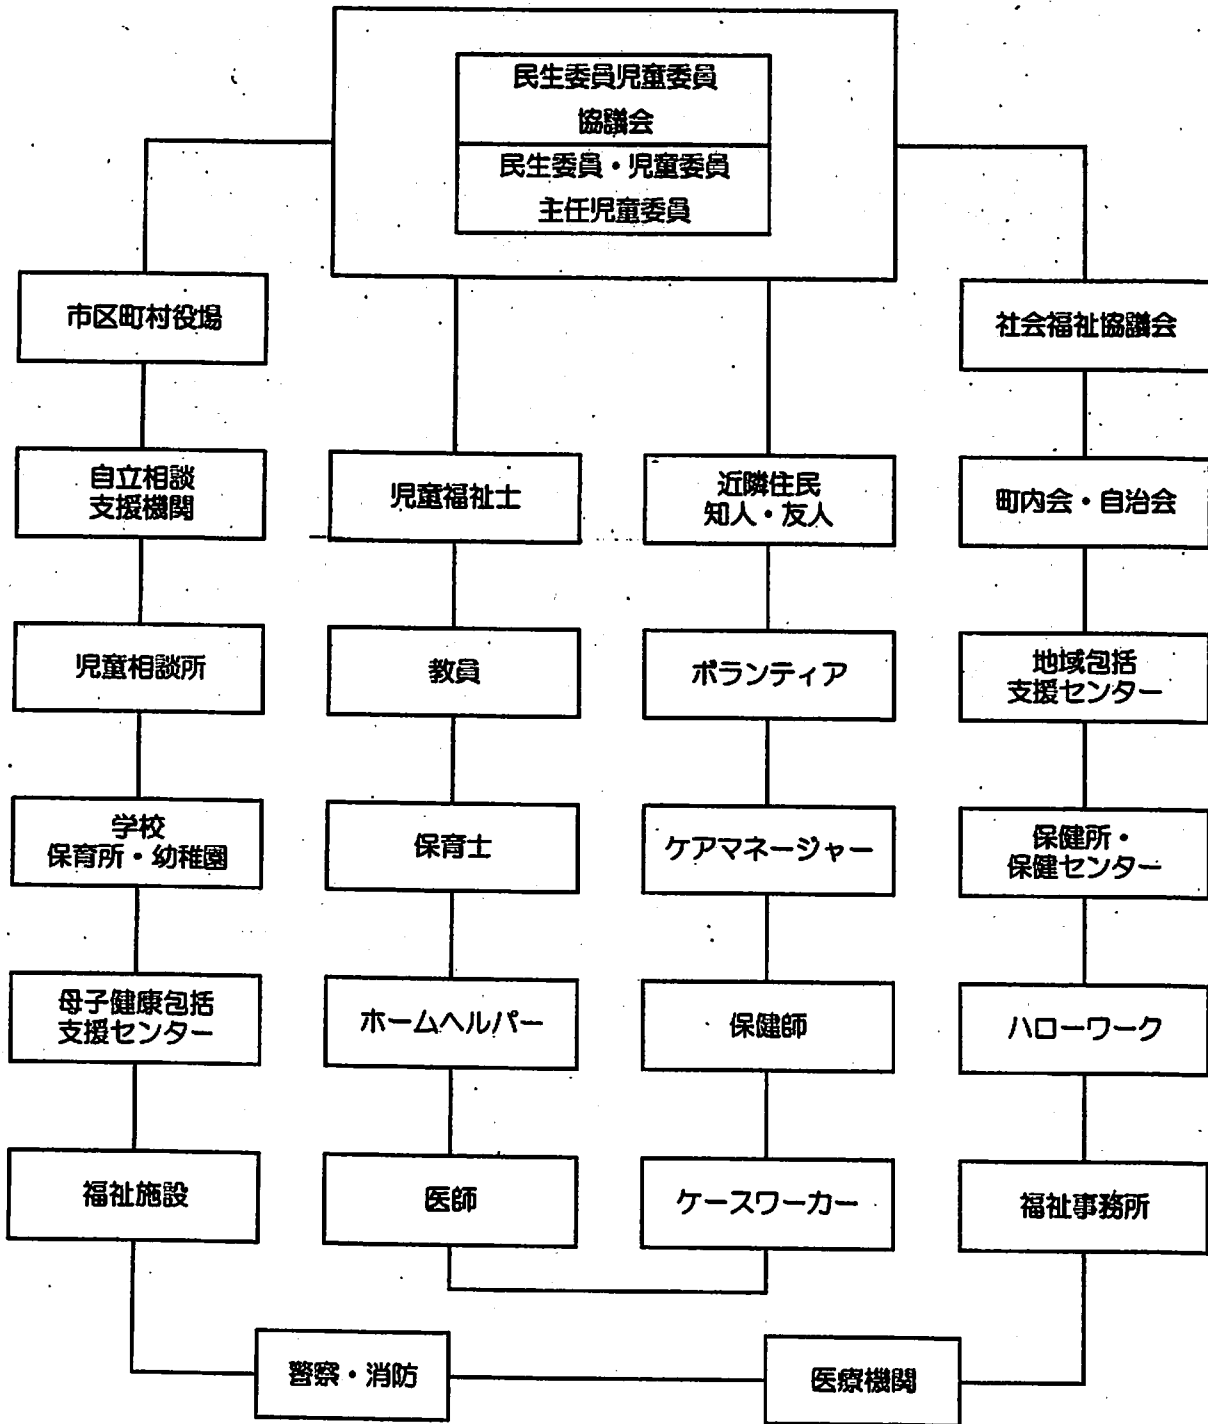 民生委員児童委員
協議会
民生委員・児童委員
主任児童委員
市区町村役場
社会福祉協議会
自立相談
支援機関
児童福祉士
近隣住民
知人・友人
町内会・自治会
児童相談所
教員
ボランティア
地域包括
支援センター
学校
保育所・幼稚園
保育士
ケアマネージャー
保健所・
保健センター
母子健康包括
支援センター
ホームヘルパー
保健師
ハローワーク
福祉施設
医師
ケースワーカー
福祉事務所
警察・消防
医療機関